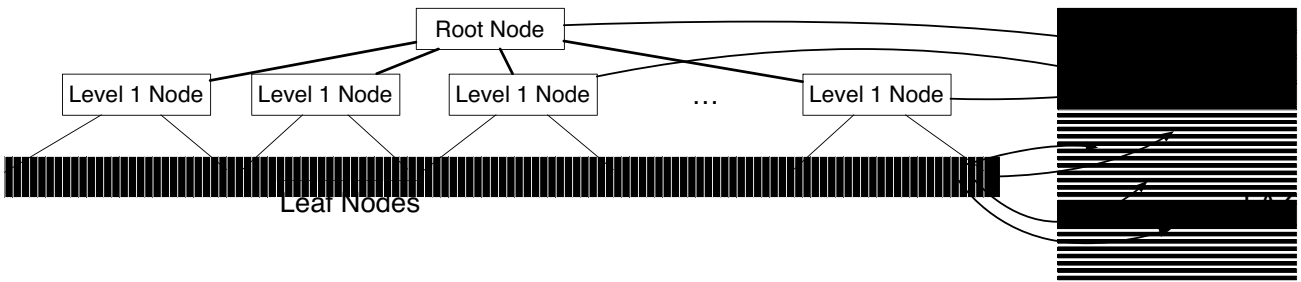 Root Node
Level 1 Node Level 1 Node Level 1 Node ... Level 1 Node
Leaf Nodes